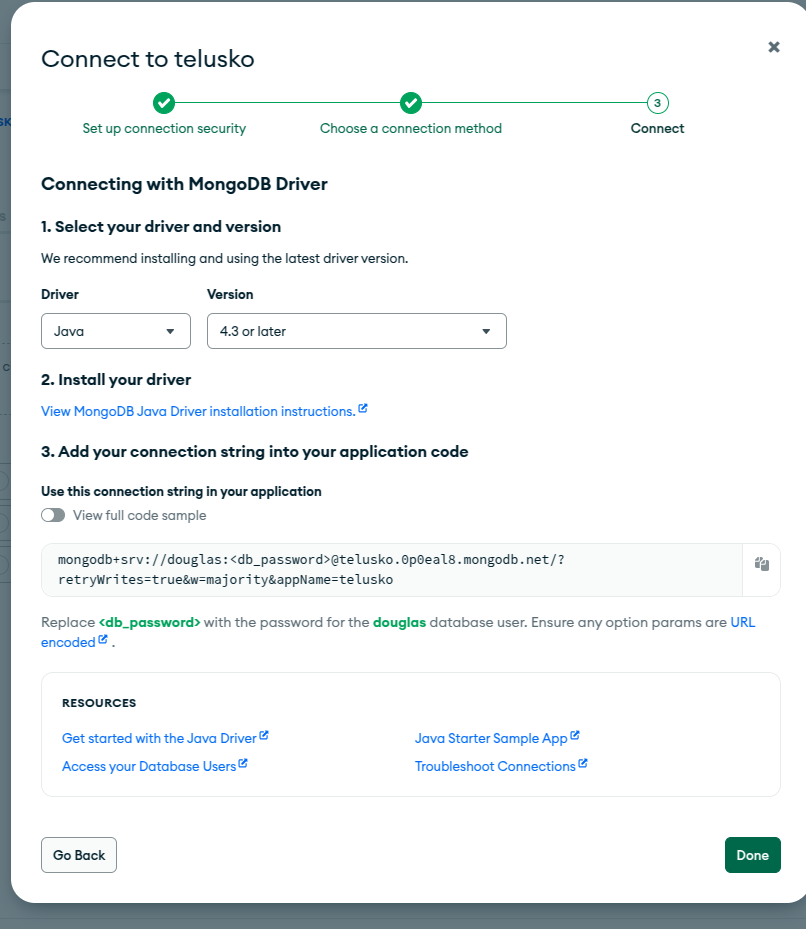 Connect to telusko
Set up connection security
Choose a connection method
3
Connect
Connecting with MongoDB Driver
1. Select your driver and version
We recommend installing and using the latest driver version.
Driver
Version
Java
4.3 or later
2. Install your driver
View MongoDB Java Driver installation instructions.
3. Add your connection string into your application code
Use this connection string in your application
View full code sample
mongodb+srv://douglas:<db_password>@telusko.0p0eal8.mongodb.net/?
retryWrites=true&w=majority&appName=telusko
Replace <db_password> with the password for the douglas database user. Ensure any option params are URL
encoded .
RESOURCES
Get started with the Java Driver
Java Starter Sample App
Access your Database Users
Troubleshoot Connections
Go Back
Done